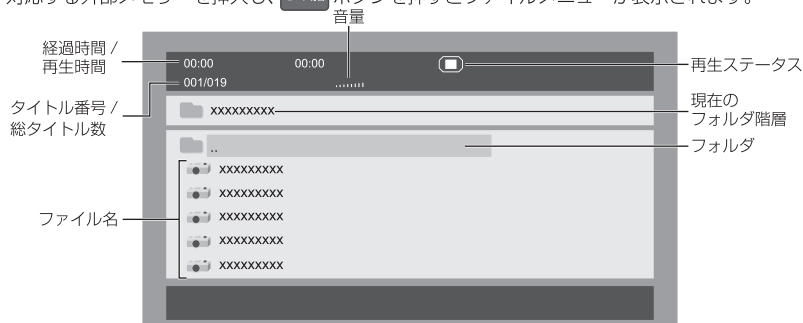 対応する外部メモリーを挿入し、 ボタンを押すとファイルメニューが表示されます。
音量
経過時間 /
再生時間
00:00 00:00
再生ステータス
001/019
タイトル番号 /
総タイトル数
xxxxxxxxx
現在の
フォルダ階層
..
フォルダ
xxxxxxxxx
xxxxxxxxx
ファイル名
xxxxxxxxx
xxxxxxxxx
xxxxxxxxx